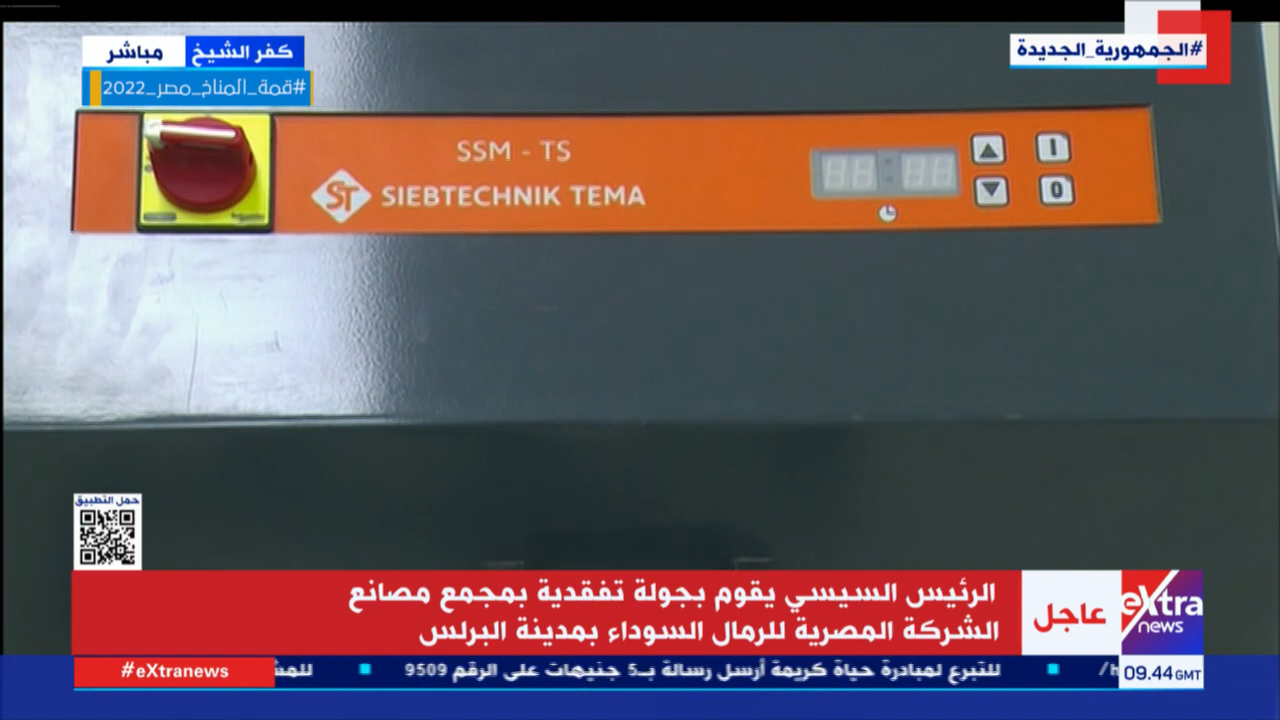 كفر الشيخ مباشر
#قمة_المناخ_مصر_2022
#الجمهورية_الجديدة
SSM - TS
ST SIEBTECHNIK TEMA
88:88
I
0
حمل التطبيق
عاجل
الرئيس السيسي يقوم بجولة تفقدية بمجمع مصانع
الشركة المصرية للرمال السوداء بمدينة البرلس
eXtra news
#eXtranews
للتبرع لمبادرة حياة كريمة أرسل رسالة بـ5 جنيهات على الرقم 9509
09.44 GMT